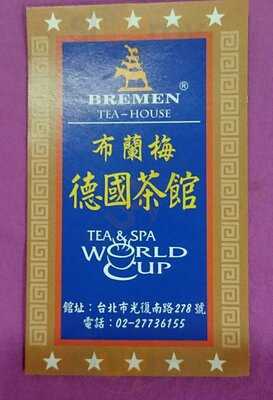 ®
BREMEN
TEA-HOUSE
布蘭梅
德國茶館
TEA & SPA
WORLD
CUP
館址：台北市光復南路278號
電話：02-27736155